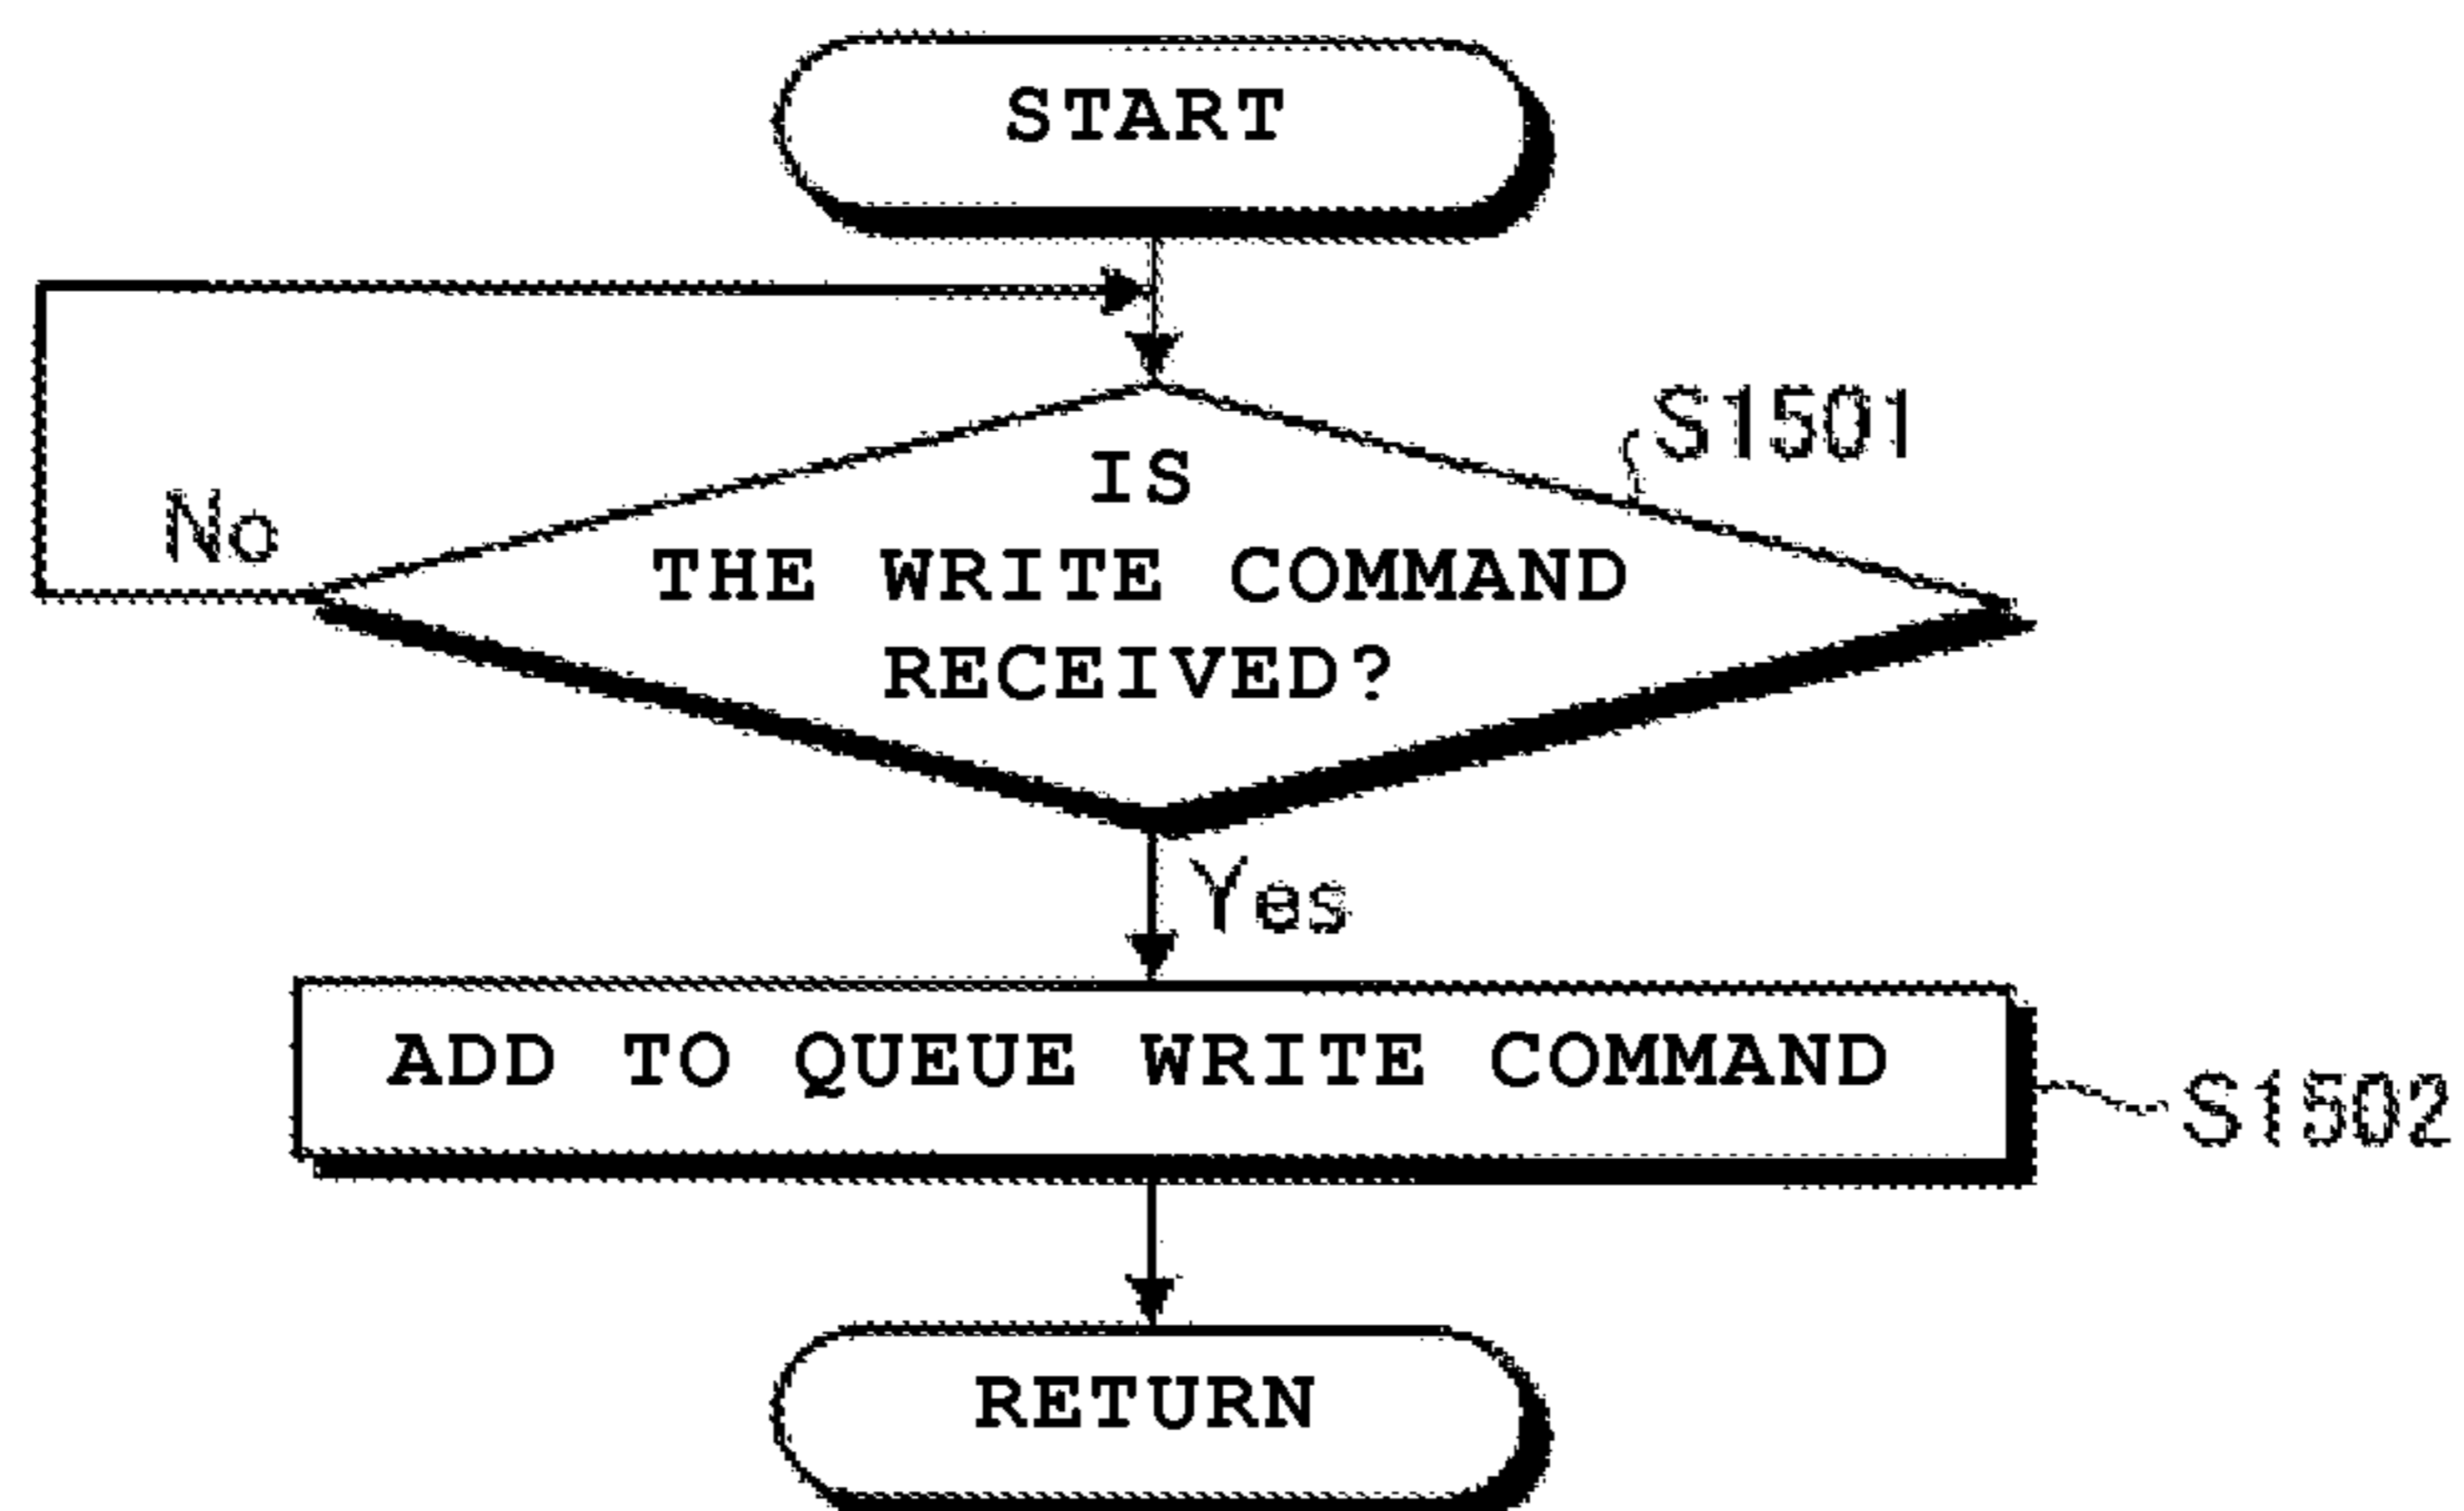 START
S1501
IS
No
THE WRITE COMMAND
RECEIVED?
Yes
ADD TO QUEUE WRITE COMMAND
S1502
RETURN